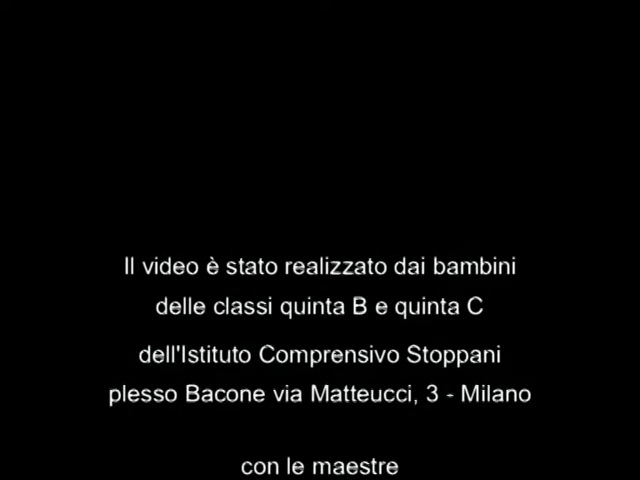 Il video è stato realizzato dai bambini
delle classi quinta B e quinta C
dell'Istituto Comprensivo Stoppani
plesso Bacone via Matteucci, 3 - Milano
con le maestre